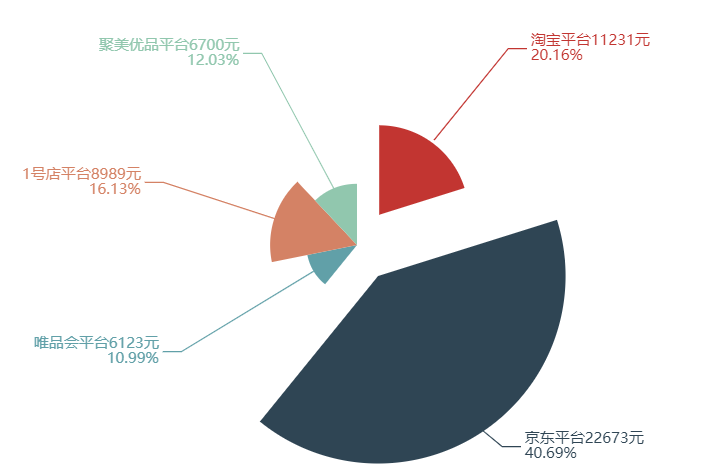 聚美优品平台6700元
12.03%
淘宝平台11231元
20.16%
1号店平台8989元
16.13%
唯品会平台6123元
10.99%
京东平台22673元
40.69%